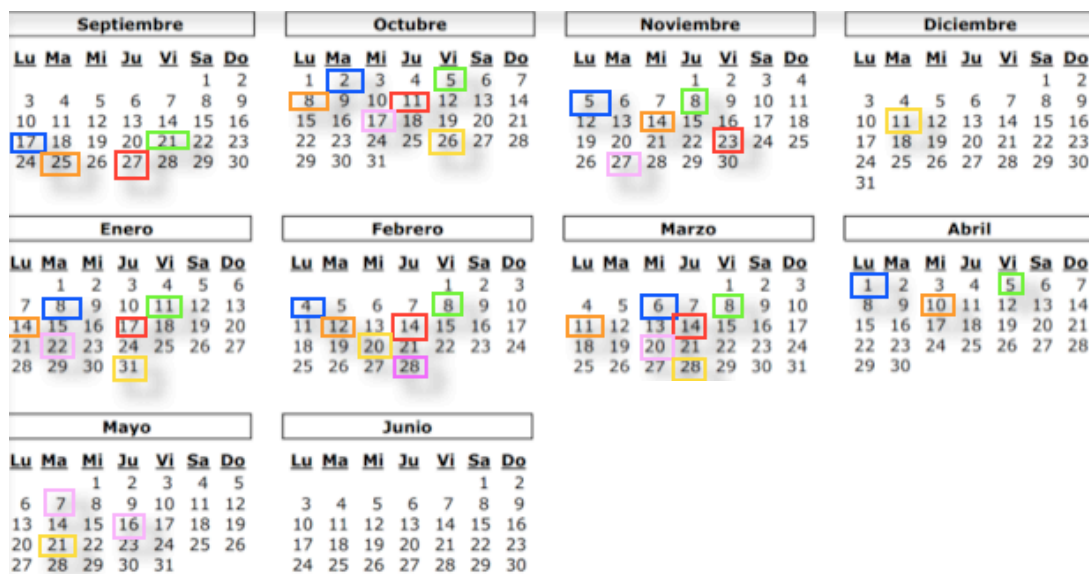 Septiembre
Lu Ma Mi Ju Vi Sa Do
1 2
3 4 5 6 7 8 9
10 11 12 13 14 15 16
17 18 19 20 21 22 23
24 25 26 27 28 29 30
Octubre
Lu Ma Mi Ju Vi Sa Do
1 2 3 4 5 6 7
8 9 10 11 12 13 14
15 16 17 18 19 20 21
22 23 24 25 26 27 28
29 30 31
Noviembre
Lu Ma Mi Ju Vi Sa Do
1 2 3 4
5 6 7 8 9 10 11
12 13 14 15 16 17 18
19 20 21 22 23 24 25
26 27 28 29 30
Diciembre
Lu Ma Mi Ju Vi Sa Do
1 2
3 4 5 6 7 8 9
10 11 12 13 14 15 16
17 18 19 20 21 22 23
24 25 26 27 28 29 30
31
Enero
Lu Ma Mi Ju Vi Sa Do
1 2 3 4 5 6
7 8 9 10 11 12 13
14 15 16 17 18 19 20
21 22 23 24 25 26 27
28 29 30 31
Febrero
Lu Ma Mi Ju Vi Sa Do
1 2 3
4 5 6 7 8 9 10
11 12 13 14 15 16 17
18 19 20 21 22 23 24
25 26 27 28
Marzo
Lu Ma Mi Ju Vi Sa Do
1 2 3
4 5 6 7 8 9 10
11 12 13 14 15 16 17
18 19 20 21 22 23 24
25 26 27 28 29 30 31
Abril
Lu Ma Mi Ju Vi Sa Do
1 2 3 4 5 6 7
8 9 10 11 12 13 14
15 16 17 18 19 20 21
22 23 24 25 26 27 28
29 30
Mayo
Lu Ma Mi Ju Vi Sa Do
1 2 3 4 5
6 7 8 9 10 11 12
13 14 15 16 17 18 19
20 21 22 23 24 25 26
27 28 29 30 31
Junio
Lu Ma Mi Ju Vi Sa Do
1 2
3 4 5 6 7 8 9
10 11 12 13 14 15 16
17 18 19 20 21 22 23
24 25 26 27 28 29 30